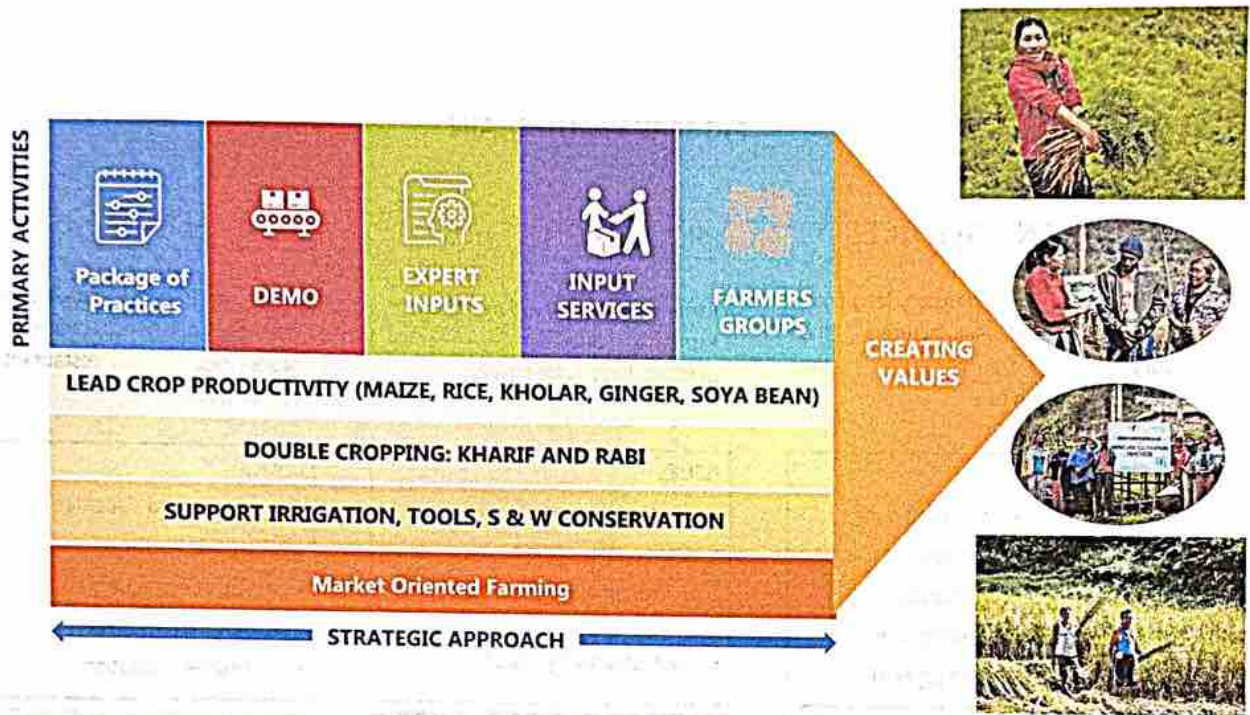 PRIMARY ACTIVITIES
Package of
Practices
DEMO
EXPERT
INPUTS
INPUT
SERVICES
FARMERS
GROUPS
CREATING
VALUES
LEAD CROP PRODUCTIVITY (MAIZE, RICE, KHOLAR, GINGER, SOYA BEAN)
DOUBLE CROPPING: KHARIF AND RABI
SUPPORT IRRIGATION, TOOLS, S & W CONSERVATION
Market Oriented Farming
STRATEGIC APPROACH